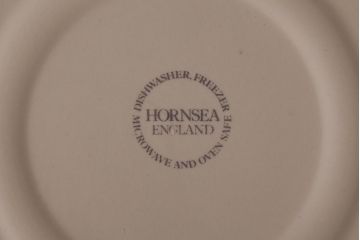 DISHWASHER, FREEZER
MICROWAVE AND OVEN SAFE
HORNSEA
ENGLAND